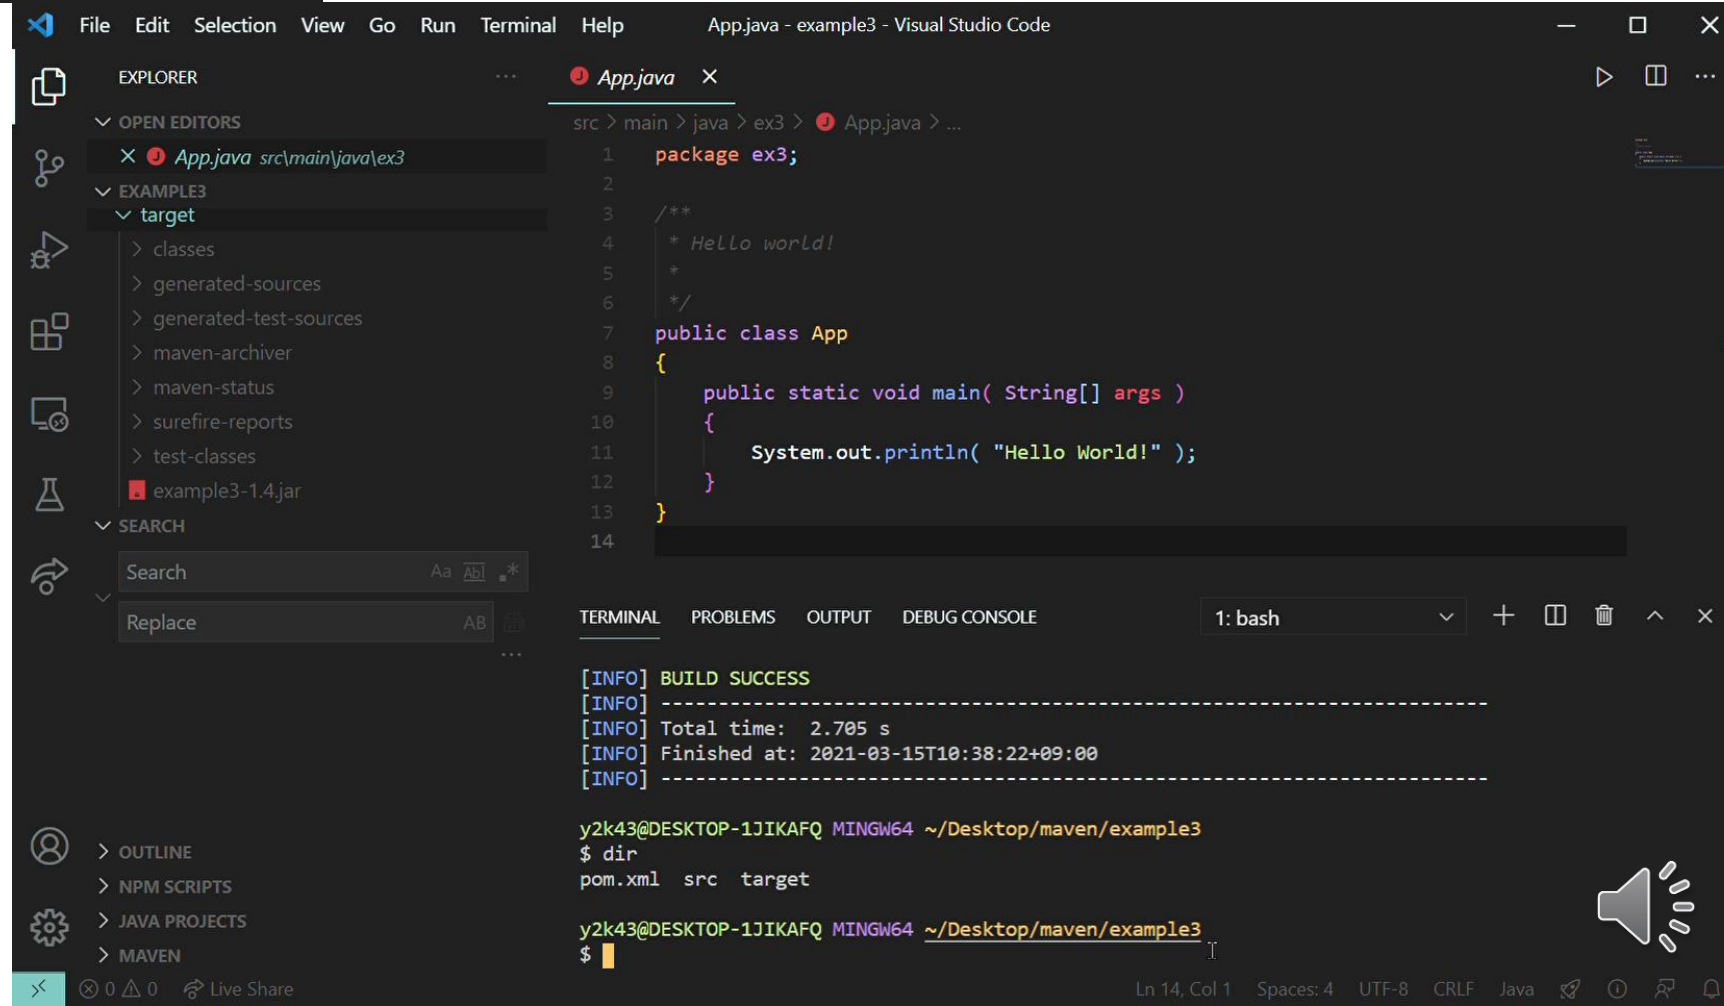 File Edit Selection View Go Run Terminal Help App.java - example3 - Visual Studio Code
EXPLORER
OPEN EDITORS
App.java src\main\java\ex3
EXAMPLE3
target
classes
generated-sources
generated-test-sources
maven-archiver
maven-status
surefire-reports
test-classes
example3-1.4.jar
SEARCH
Search Aa Abl .*
Replace AB
OUTLINE
NPM SCRIPTS
JAVA PROJECTS
MAVEN
J App.java
src > main > java > ex3 > J App.java > ...
1 package ex3;
2
3 /**
4 * Hello world!
5 *
6 */
7 public class App
8 {
9 public static void main( String[] args )
10 {
11 System.out.println( "Hello World!" );
12 }
13 }
14
TERMINAL PROBLEMS OUTPUT DEBUG CONSOLE 1: bash
[INFO] BUILD SUCCESS
[INFO] ------------------------------------------------------------------------
[INFO] Total time: 2.705 s
[INFO] Finished at: 2021-03-15T10:38:22+09:00
[INFO] ------------------------------------------------------------------------
y2k43@DESKTOP-1JIKAFQ MINGW64 ~/Desktop/maven/example3
$ dir
pom.xml src target
y2k43@DESKTOP-1JIKAFQ MINGW64 ~/Desktop/maven/example3
$
0 0 Live Share Ln 14, Col 1 Spaces: 4 UTF-8 CRLF Java